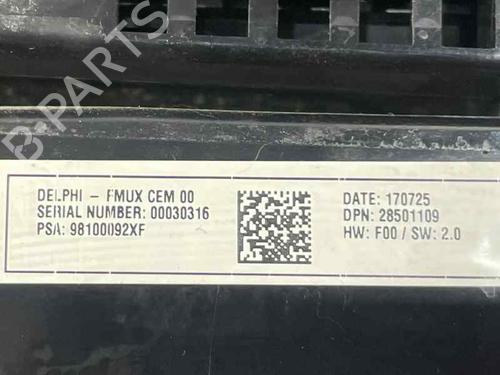 B-PARTS
DELPHI - FMUX CEM 00
SERIAL NUMBER: 00030316
PSA: 98100092XF
DATE: 170725
DPN: 28501109
HW: F00 / SW: 2.0